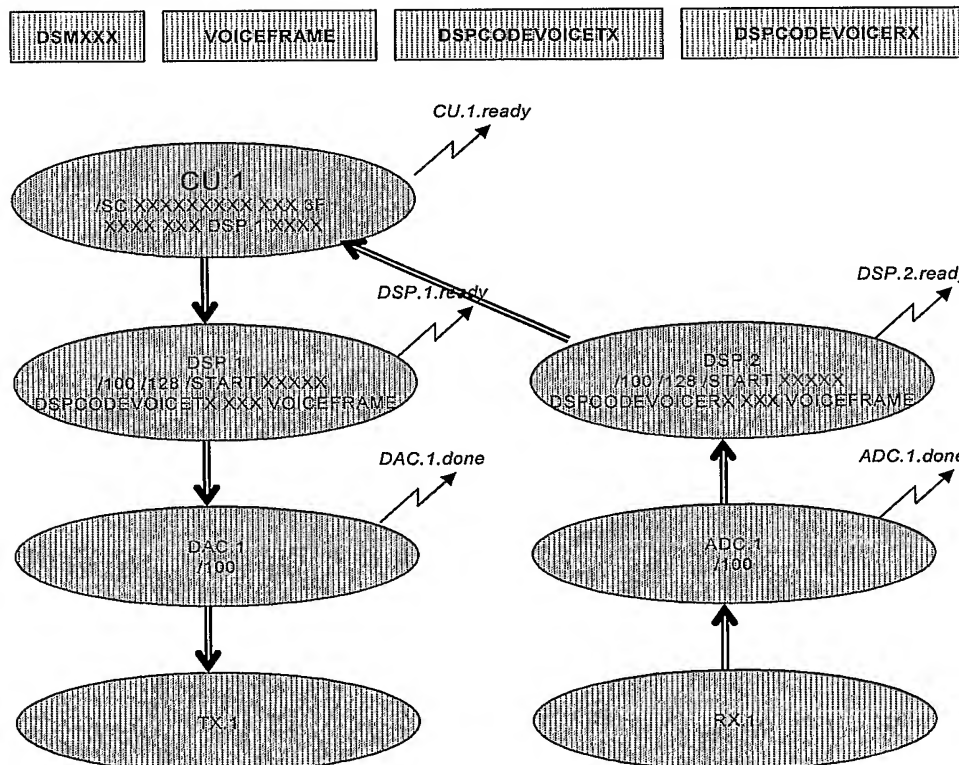 DSMXXX VOICEFRAME DSPCODEVOICETX DSPCODEVOICERX
CU.1.ready
CU.1
/SC XXXXXXXXX XXX 3F
XXXX XXX DSP.1 XXXX
DSP.1.ready
DSP.2.ready
DSP.1
/100 /128 /START XXXXX
DSPCODEVOICETX XXX VOICEFRAME
DSP.2
/100 /128 /START XXXXX
DSPCODEVOICERX XXX VOICEFRAME
DAC.1.done
ADC.1.done
DAC.1
/100
ADC.1
/100
TX.1
RX.1